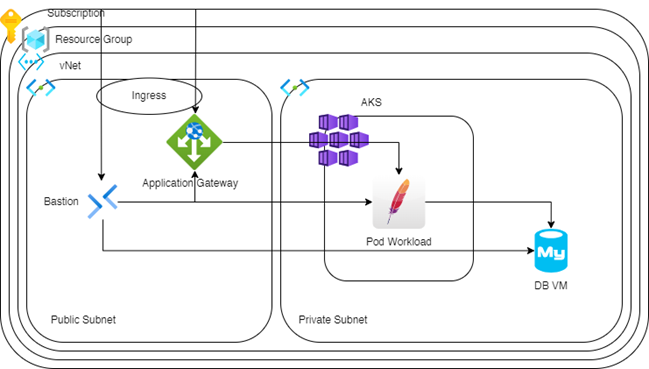 Subscription
Resource Group
vNet
Ingress
AKS
Application Gateway
Bastion
Pod Workload
My
DB VM
Public Subnet
Private Subnet